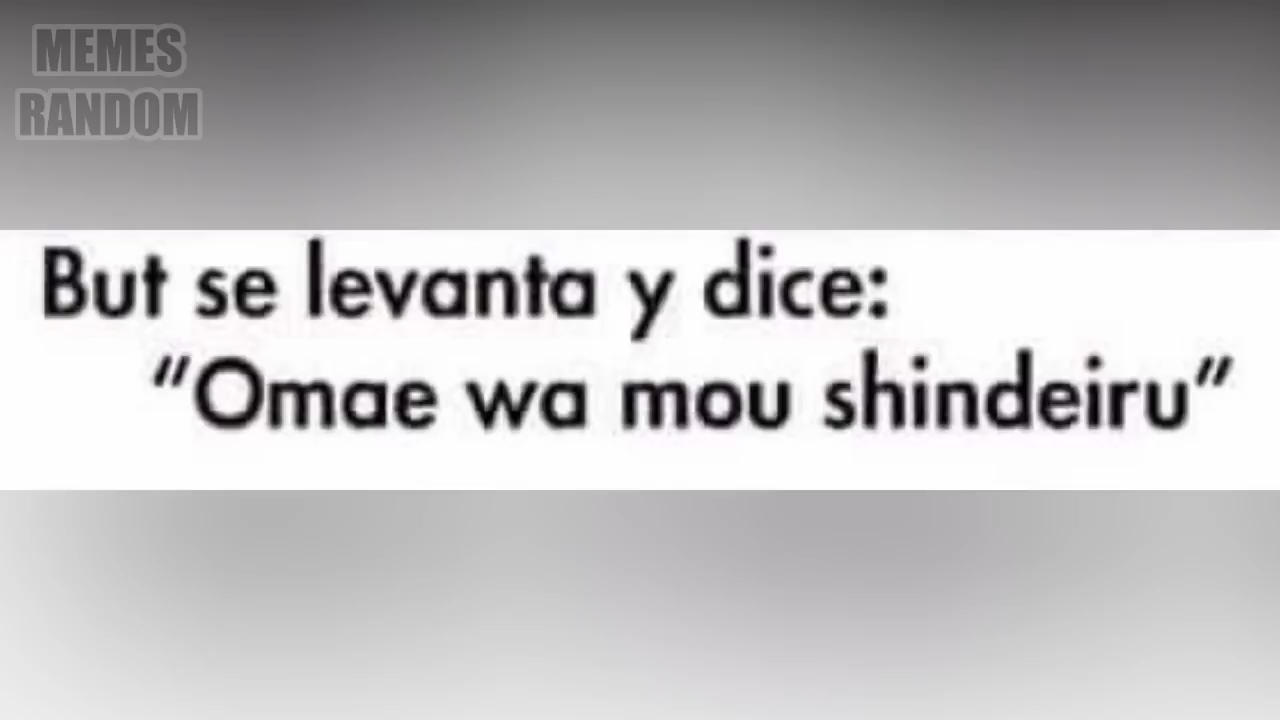 MEMES
RANDOM
But se levanta y dice:
“Omae wa mou shindeiru”